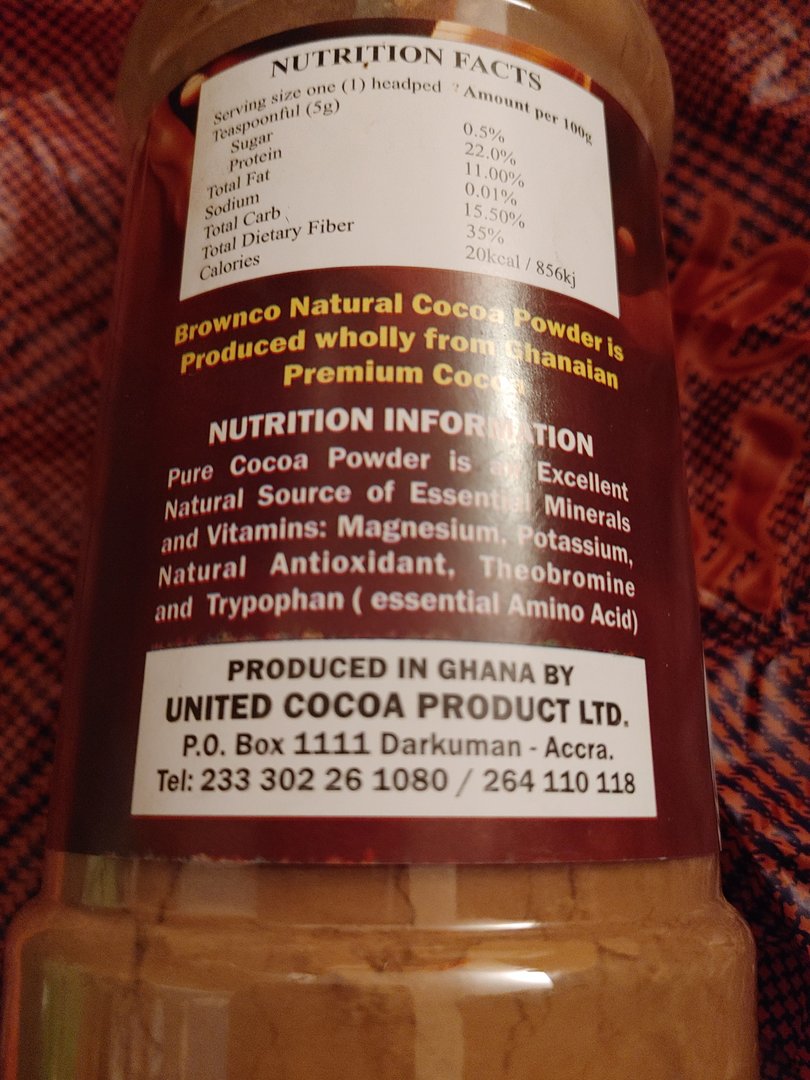 NUTRITION FACTS
Serving size one (1) headped ? Amount per 100g
Teaspoonful (5g)
Sugar 0.5%
Protein 22.0%
Total Fat 11.00%
Sodium 0.01%
Total Carb 15.50%
Total Dietary Fiber 35%
Calories 20kcal / 856kj
Brownco Natural Cocoa Powder is
Produced wholly from Ghanaian
Premium Cocoa
NUTRITION INFORMATION
Pure Cocoa Powder is an Excellent
Natural Source of Essential Minerals
and Vitamins: Magnesium, Potassium,
Natural Antioxidant, Theobromine
and Trypophan ( essential Amino Acid)
PRODUCED IN GHANA BY
UNITED COCOA PRODUCT LTD.
P.O. Box 1111 Darkuman - Accra.
Tel: 233 302 26 1080 / 264 110 118